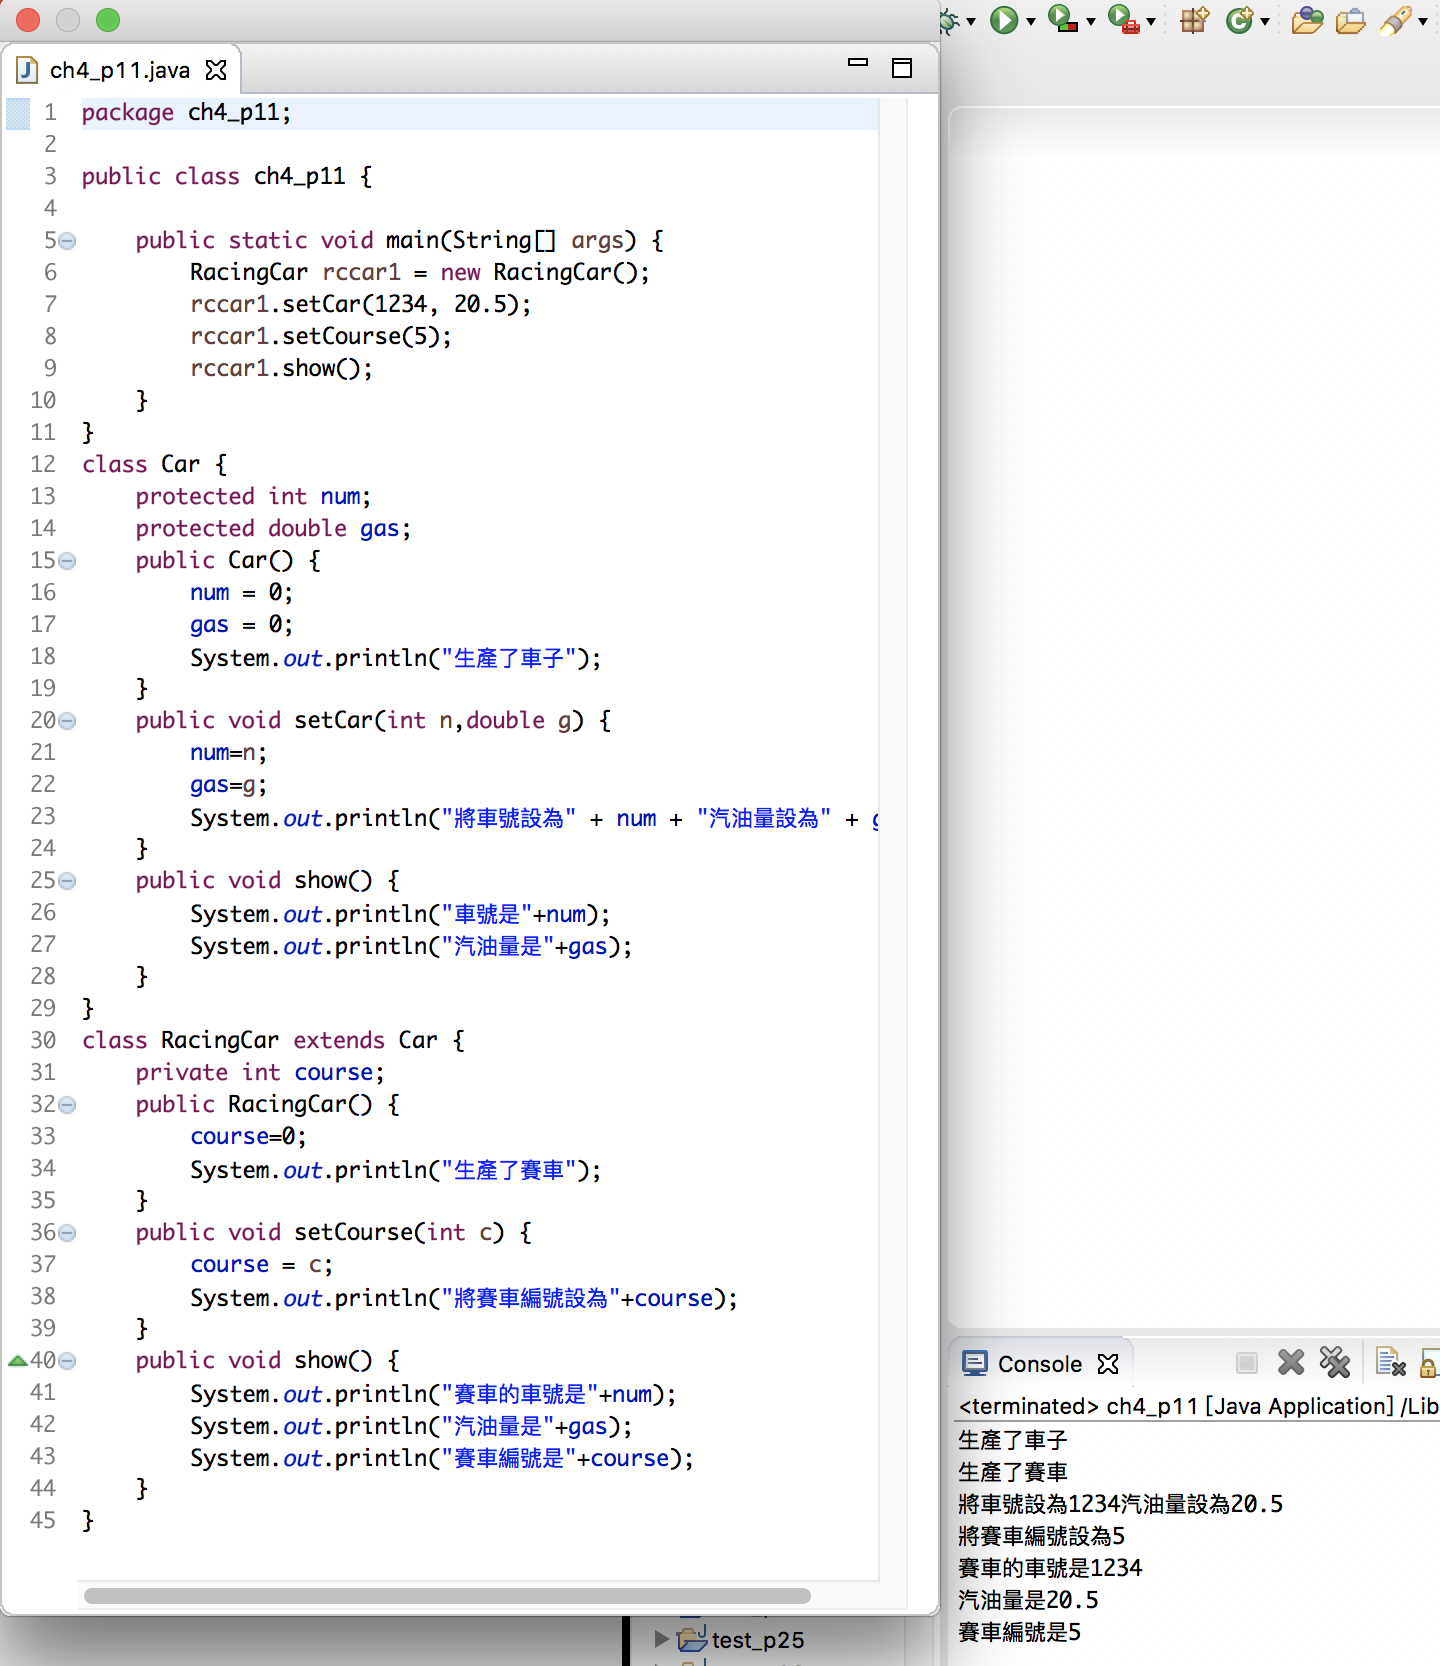 ch4_p11.java
1 package ch4_p11;
2
3 public class ch4_p11 {
4
5 public static void main(String[] args) {
6 RacingCar rccar1 = new RacingCar();
7 rccar1.setCar(1234, 20.5);
8 rccar1.setCourse(5);
9 rccar1.show();
10 }
11 }
12 class Car {
13 protected int num;
14 protected double gas;
15 public Car() {
16 num = 0;
17 gas = 0;
18 System.out.println("生產了車子");
19 }
20 public void setCar(int n,double g) {
21 num=n;
22 gas=g;
23 System.out.println("將車號設為" + num + "汽油量設為" +
24 }
25 public void show() {
26 System.out.println("車號是"+num);
27 System.out.println("汽油量是"+gas);
28 }
29 }
30 class RacingCar extends Car {
31 private int course;
32 public RacingCar() {
33 course=0;
34 System.out.println("生產了賽車");
35 }
36 public void setCourse(int c) {
37 course = c;
38 System.out.println("將賽車編號設為"+course);
39 }
40 public void show() {
41 System.out.println("賽車的車號是"+num);
42 System.out.println("汽油量是"+gas);
43 System.out.println("賽車編號是"+course);
44 }
45 }
Console
<terminated> ch4_p11 [Java Application] /Lib
生產了車子
生產了賽車
將車號設為1234汽油量設為20.5
將賽車編號設為5
賽車的車號是1234
汽油量是20.5
賽車編號是5
test_p25